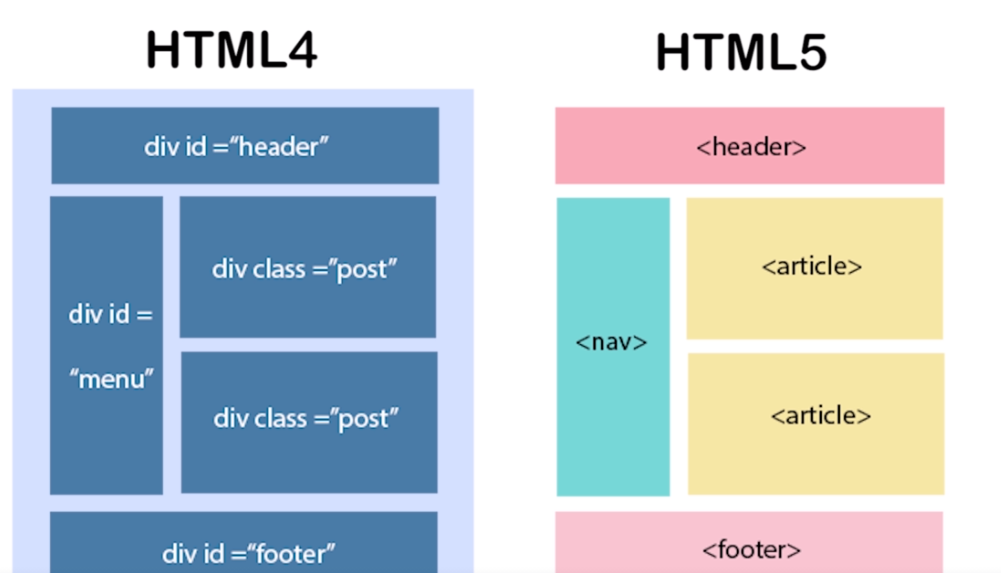 HTML4
div id =“header”
div id =
“menu”
div class =”post”
div class =”post”
div id =“footer”
HTML5
<header>
<nav>
<article>
<article>
<footer>